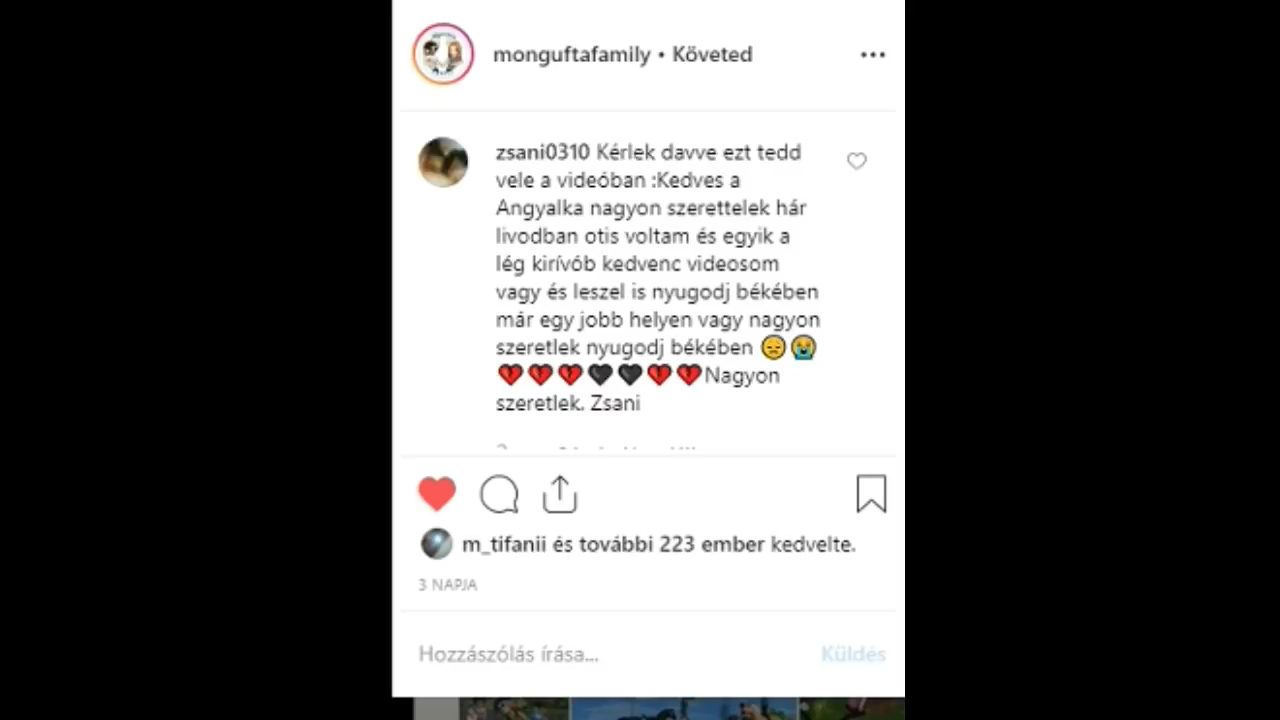 monguftafamily • Követed
zsani0310 Kérlek davve ezt tedd
vele a videóban :Kedves a
Angyalka nagyon szerettelek hár
livodban otis voltam és egyik a
lég kirívób kedvenc videosom
vagy és leszel is nyugodj békében
már egy jobb helyen vagy nagyon
szeretlek nyugodj békében 😞😭
💔💔💔🖤🖤💔💔Nagyon
szeretlek. Zsani
m_tifanii és további 223 ember kedvelte.
3 NAPJA
Hozzászólás írása...
Küldés